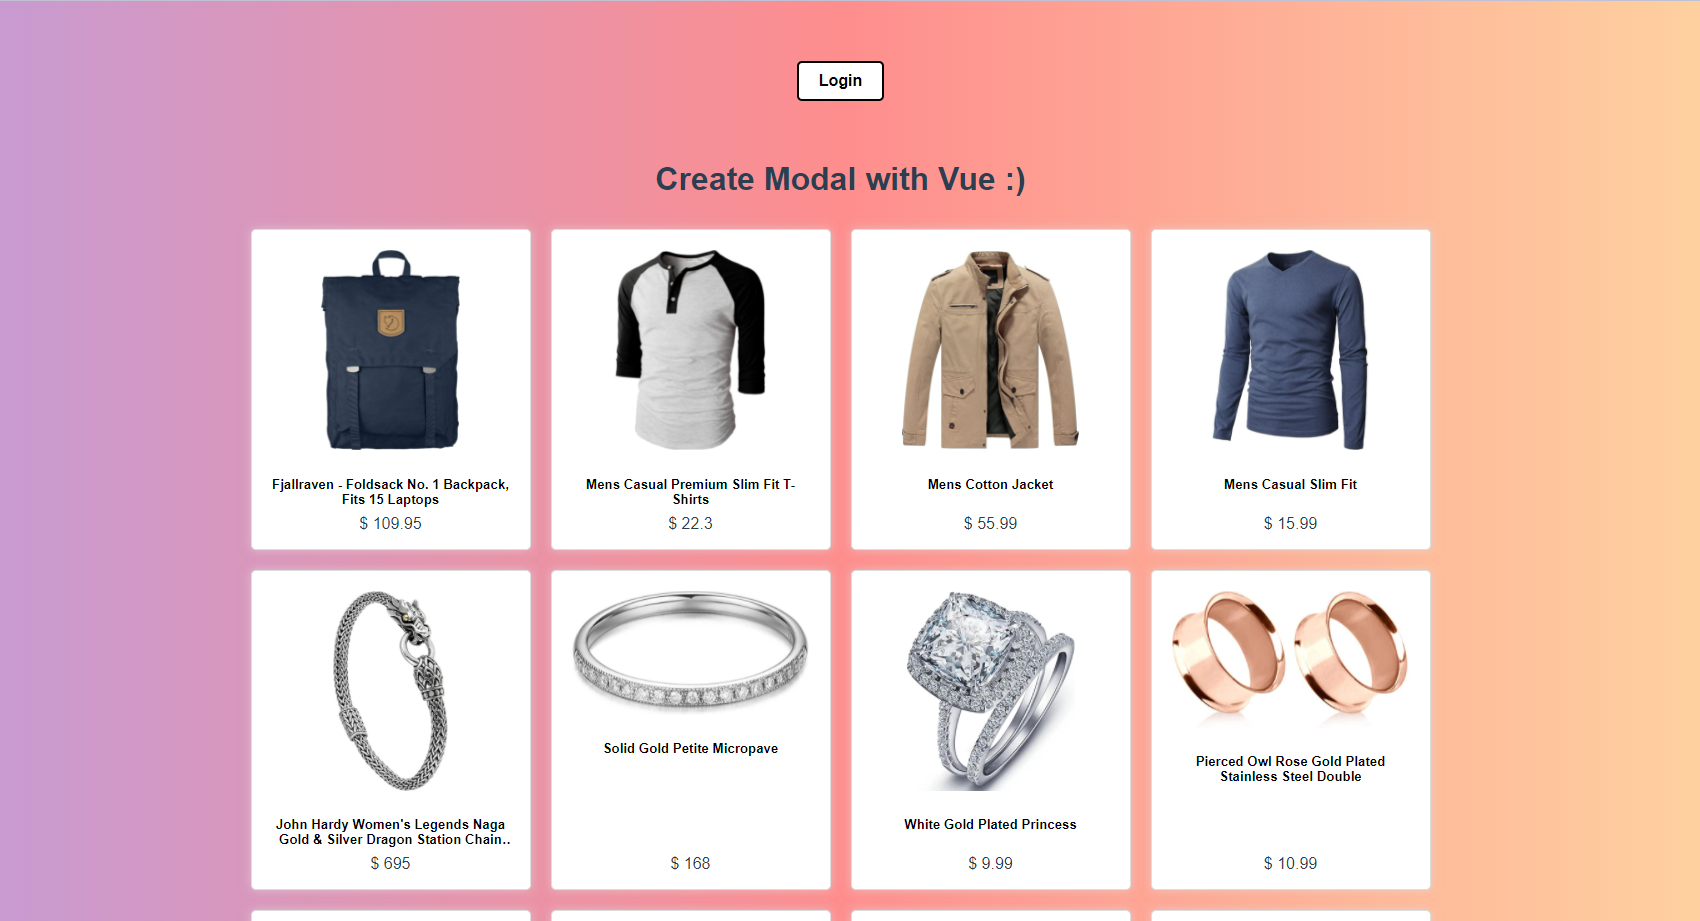 Login
Create Modal with Vue :)
Fjallraven - Foldsack No. 1 Backpack,
Fits 15 Laptops
$ 109.95
Mens Casual Premium Slim Fit T-
Shirts
$ 22.3
Mens Cotton Jacket
$ 55.99
Mens Casual Slim Fit
$ 15.99
John Hardy Women's Legends Naga
Gold & Silver Dragon Station Chain..
$ 695
Solid Gold Petite Micropave
$ 168
White Gold Plated Princess
$ 9.99
Pierced Owl Rose Gold Plated
Stainless Steel Double
$ 10.99